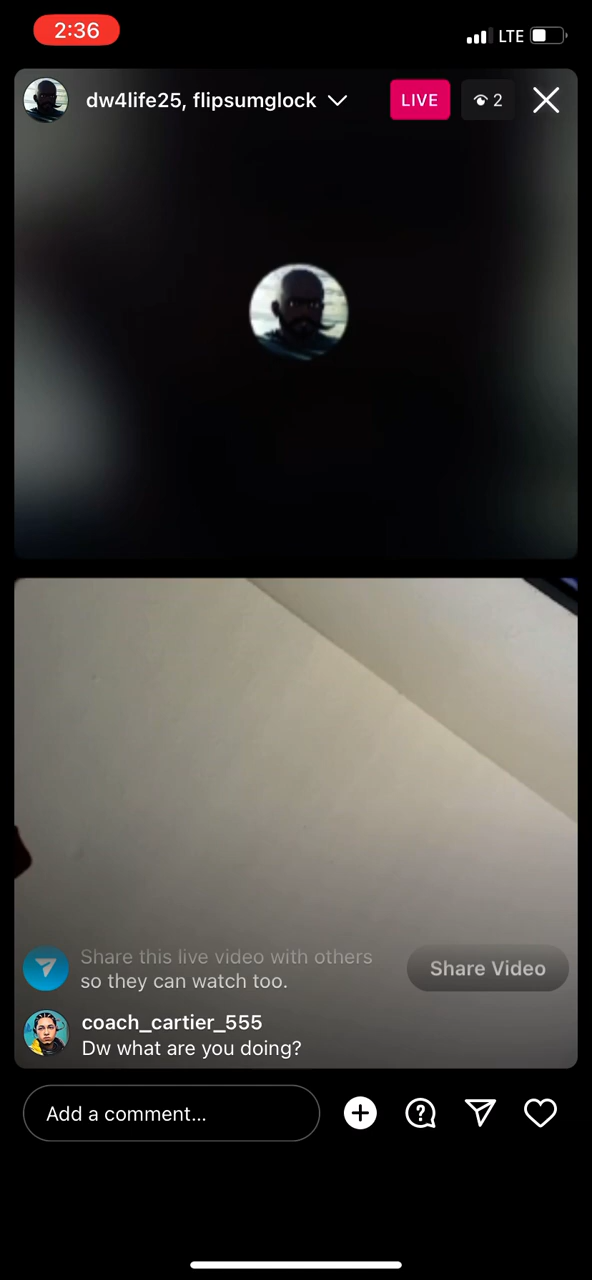 2:36
LTE
dw4life25, flipsumglock
LIVE
2
Share this live video with others
so they can watch too.
Share Video
coach_cartier_555
Dw what are you doing?
Add a comment...